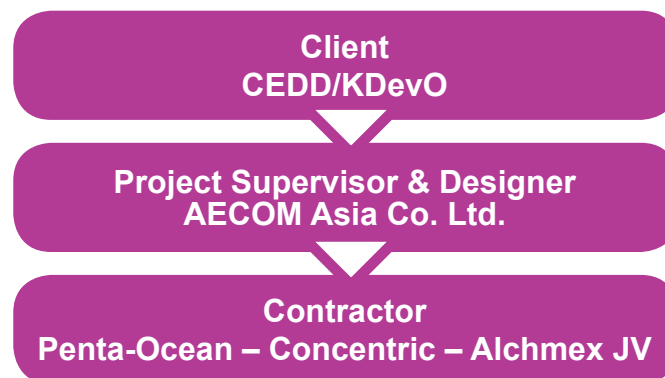 Client
CEDD/KDevO
Project Supervisor & Designer
AECOM Asia Co. Ltd.
Contractor
Penta-Ocean – Concentric – Alchmex JV